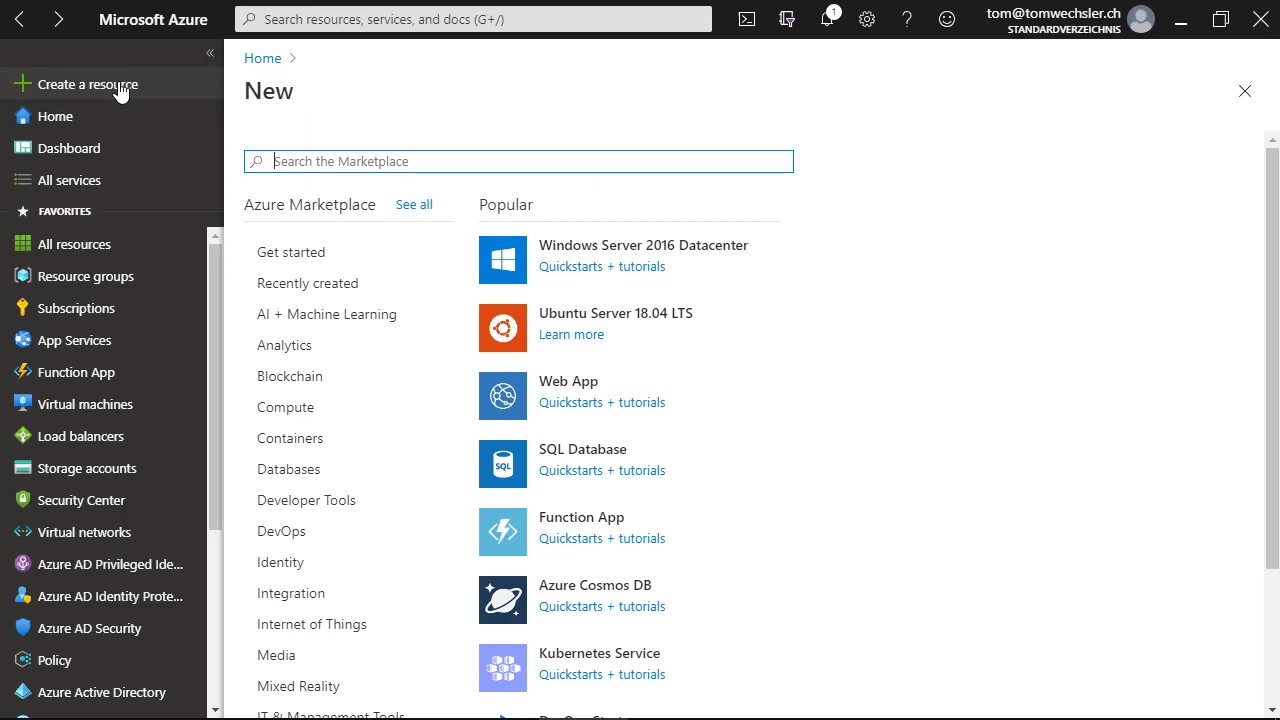 Microsoft Azure
Search resources, services, and docs (G+/)
1
tom@tomwechsler.ch
STANDARDVERZEICHNIS
Create a resource
Home
Dashboard
All services
FAVORITES
All resources
Resource groups
Subscriptions
App Services
Function App
Virtual machines
Load balancers
Storage accounts
Security Center
Virtual networks
Azure AD Privileged Ide...
Azure AD Identity Prote...
Azure AD Security
Policy
Azure Active Directory
Home
New
Search the Marketplace
Azure Marketplace See all
Get started
Recently created
AI + Machine Learning
Analytics
Blockchain
Compute
Containers
Databases
Developer Tools
DevOps
Identity
Integration
Internet of Things
Media
Mixed Reality
IT & Management Tools
Popular
Windows Server 2016 Datacenter
Quickstarts + tutorials
Ubuntu Server 18.04 LTS
Learn more
Web App
Quickstarts + tutorials
SQL
SQL Database
Quickstarts + tutorials
Function App
Quickstarts + tutorials
Azure Cosmos DB
Quickstarts + tutorials
Kubernetes Service
Quickstarts + tutorials